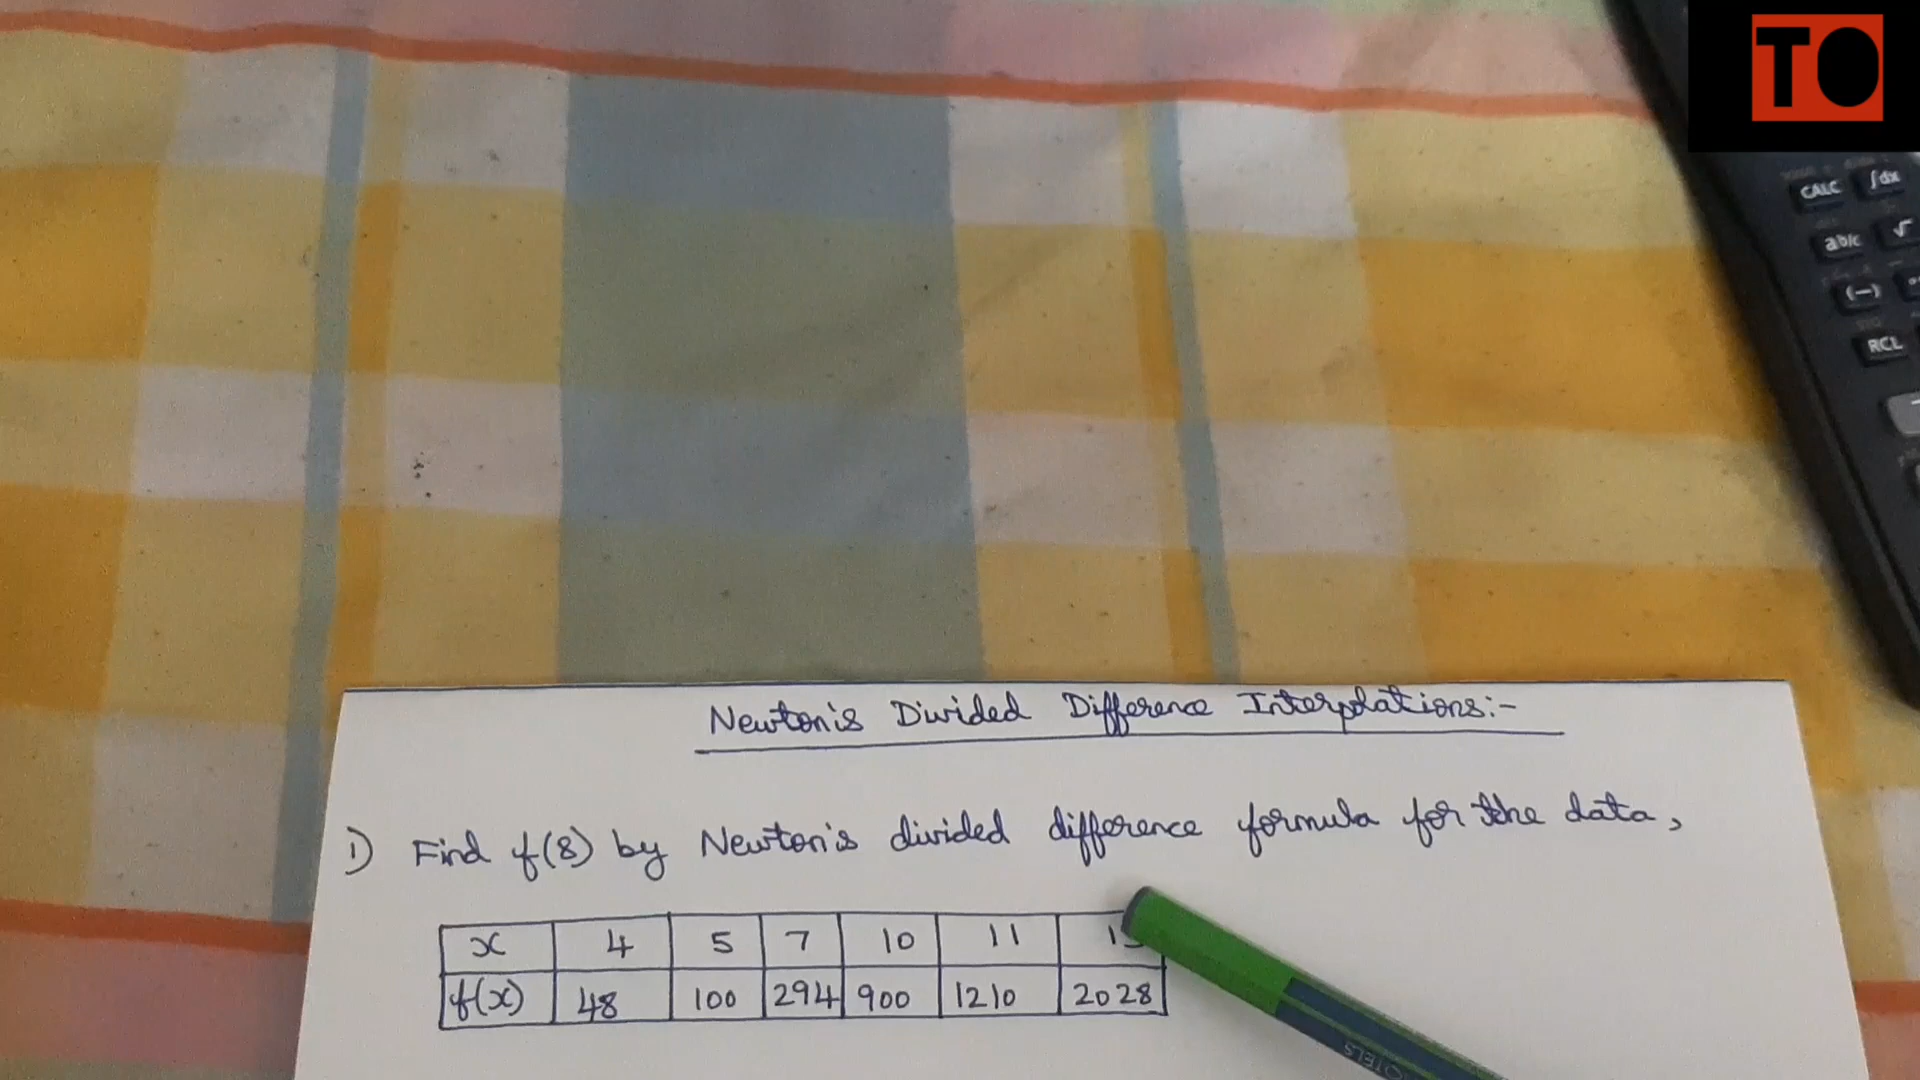 TO
CALC ∫dx
ab/c √
(−)
RCL
Newton's Divided Difference Interpolations:-
1) Find f(8) by Newton's divided difference formula for the data,
x 4 5 7 10 11
f(x) 48 100 294 900 1210 2028